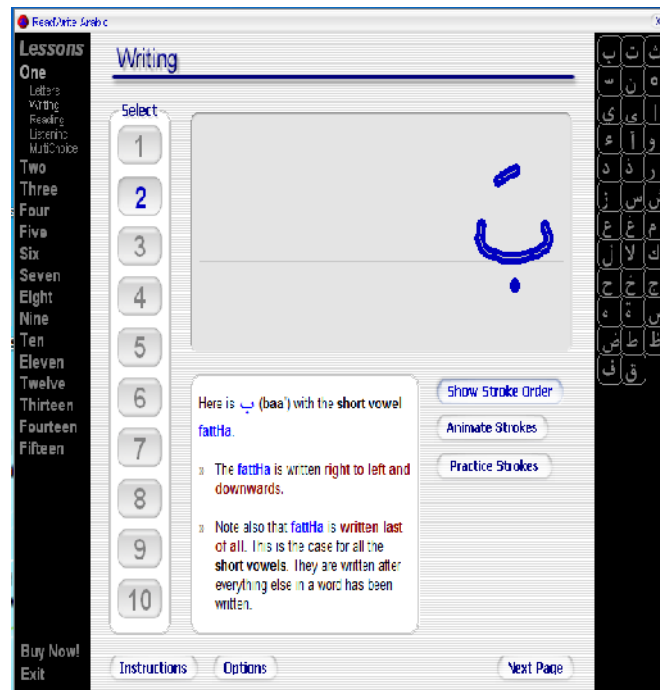 Read Write Arabic
Lessons
One
Letters
Writing
Reading
Listening
MultiChoice
Two
Three
Four
Five
Six
Seven
Eight
Nine
Ten
Eleven
Twelve
Thirteen
Fourteen
Fifteen
Buy Now!
Exit
Writing
Select
1
2
3
4
5
6
7
8
9
10
بَ
Here is ب (baa') with the short vowel
fattHa.
The fattHa is written right to left and
downwards.
Note also that fattHa is written last
of all. This is the case for all the
short vowels. They are written after
everything else in a word has been
written.
Show Stroke Order
Animate Strokes
Practice Strokes
Instructions
Options
Next Page
ب ت ث
ن
ي ى ا
ء آ و
د ذ ر
ز
ع غ م
ل لا ك
ح خ ج
ة
ض ط ظ
ف ق